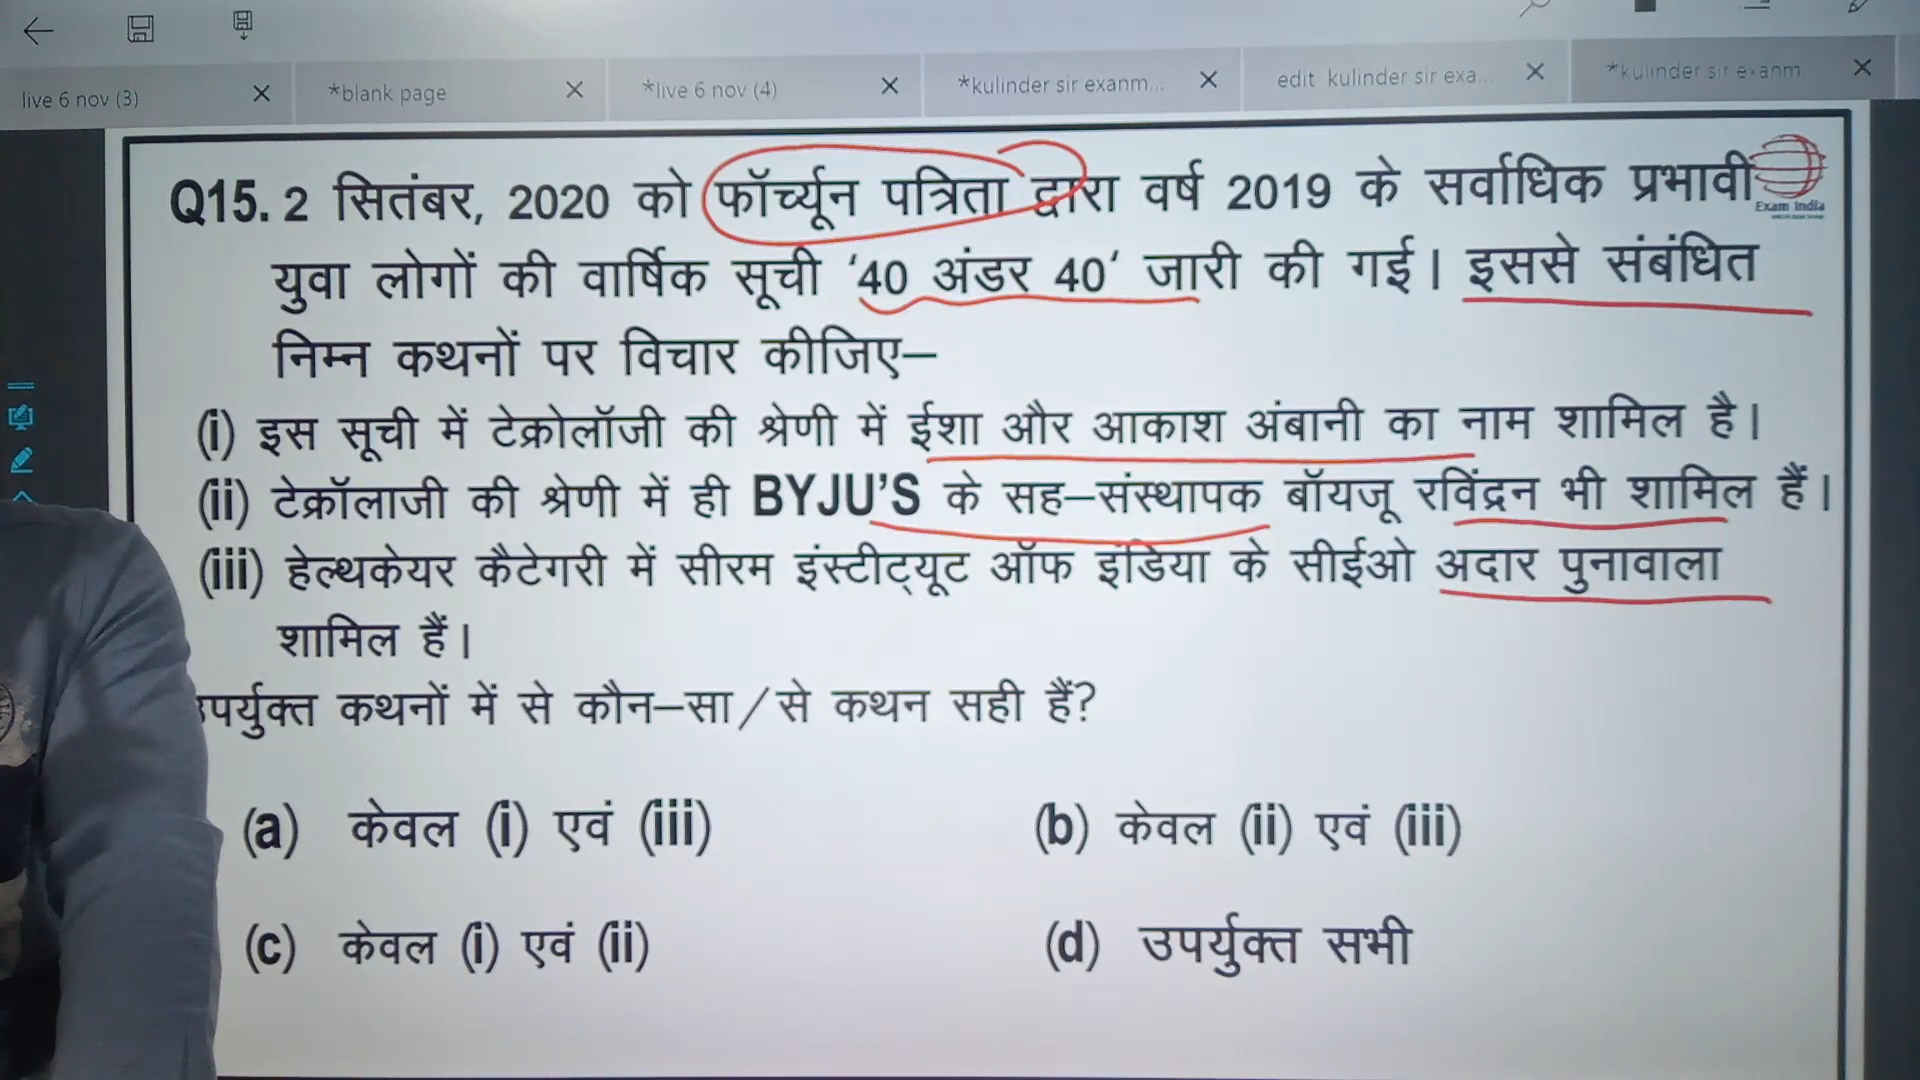 live 6 nov (3)
*blank page
*live 6 nov (4)
*kulinder sir exanm...
edit kulinder sir exa...
*kulinder sir exanm
Q15. 2 सितंबर, 2020 को फॉर्च्यून पत्रिता द्वारा वर्ष 2019 के सर्वाधिक प्रभावी
Exam India
युवा लोगों की वार्षिक सूची ‘40 अंडर 40‘ जारी की गई। इससे संबंधित
निम्न कथनों पर विचार कीजिए–
(i) इस सूची में टेक्रोलॉजी की श्रेणी में ईशा और आकाश अंबानी का नाम शामिल है।
(ii) टेक्रॉलाजी की श्रेणी में ही BYJU’S के सह–संस्थापक बॉयजू रविंद्रन भी शामिल हैं।
(iii) हेल्थकेयर कैटेगरी में सीरम इंस्टीट्यूट ऑफ इंडिया के सीईओ अदार पुनावाला
शामिल हैं।
उपर्युक्त कथनों में से कौन–सा/से कथन सही हैं?
(a) केवल (i) एवं (iii)
(b) केवल (ii) एवं (iii)
(c) केवल (i) एवं (ii)
(d) उपर्युक्त सभी